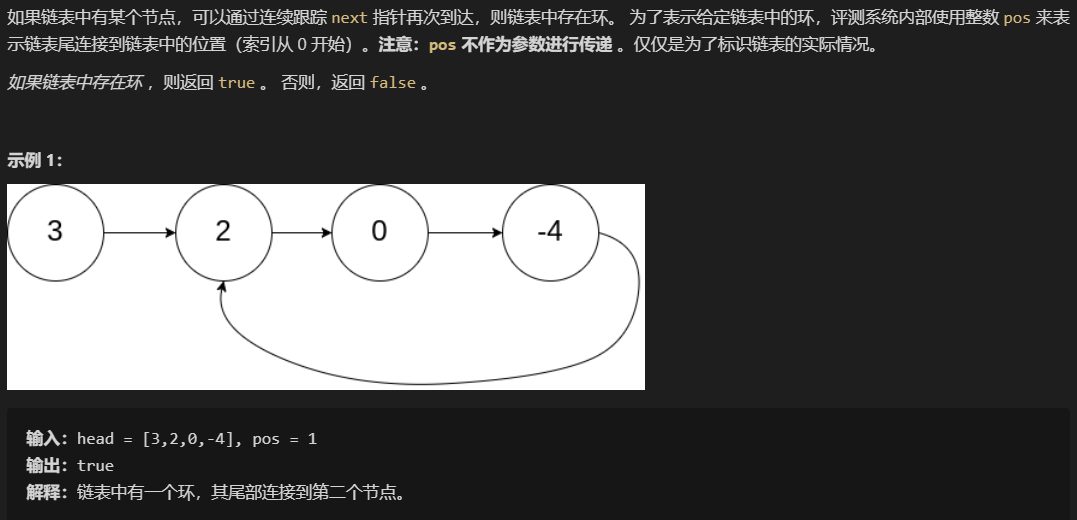 如果链表中有某个节点，可以通过连续跟踪 next 指针再次到达，则链表中存在环。 为了表示给定链表中的环，评测系统内部使用整数 pos 来表
示链表尾连接到链表中的位置（索引从 0 开始）。注意：pos 不作为参数进行传递 。仅仅是为了标识链表的实际情况。
如果链表中存在环 ，则返回 true 。 否则，返回 false 。
示例 1：
3 2 0 -4
输入：head = [3,2,0,-4], pos = 1
输出：true
解释：链表中有一个环，其尾部连接到第二个节点。